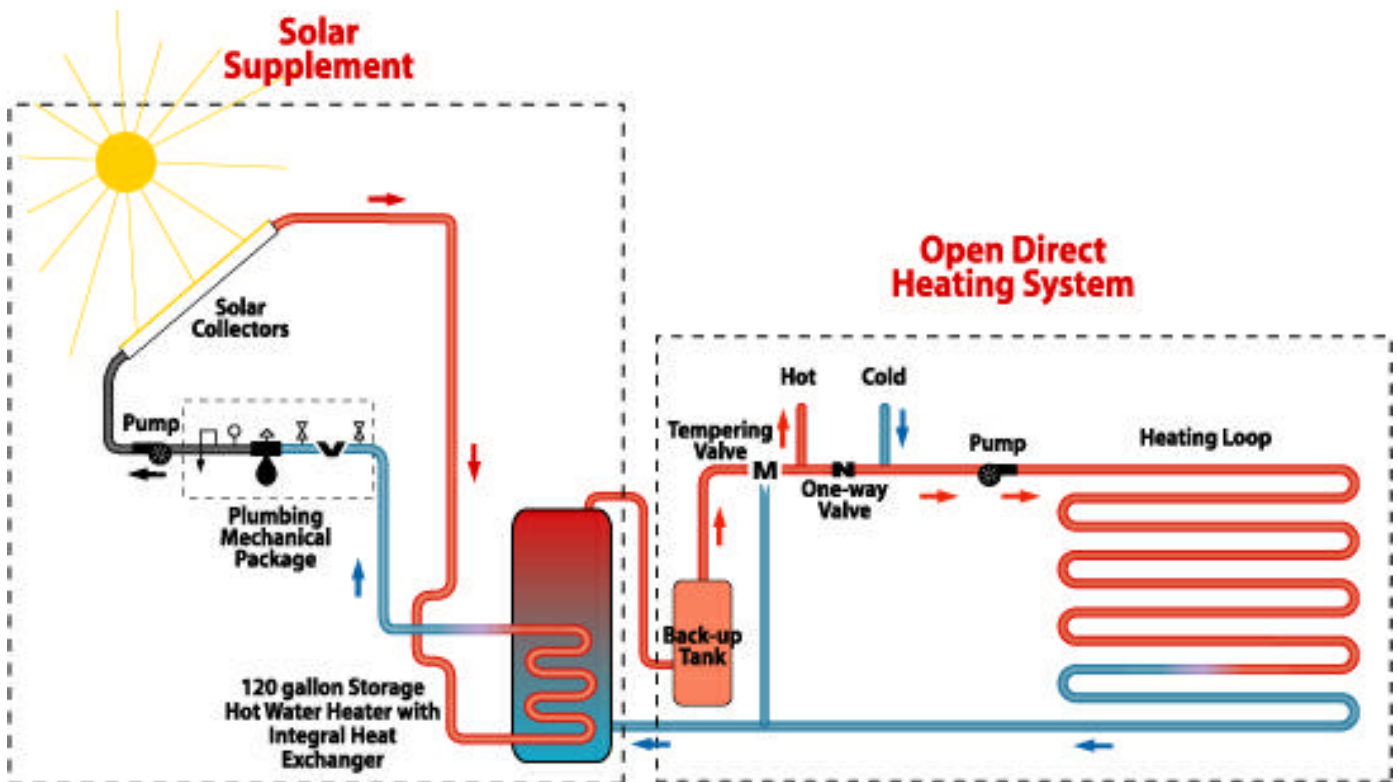 Solar
Supplement
Solar
Collectors
Pump
Plumbing
Mechanical
Package
120 gallon Storage
Hot Water Heater with
Integral Heat
Exchanger
Open Direct
Heating System
Hot
Cold
Tempering
Valve
M
One-way
Valve
Pump
Heating Loop
Back-up
Tank